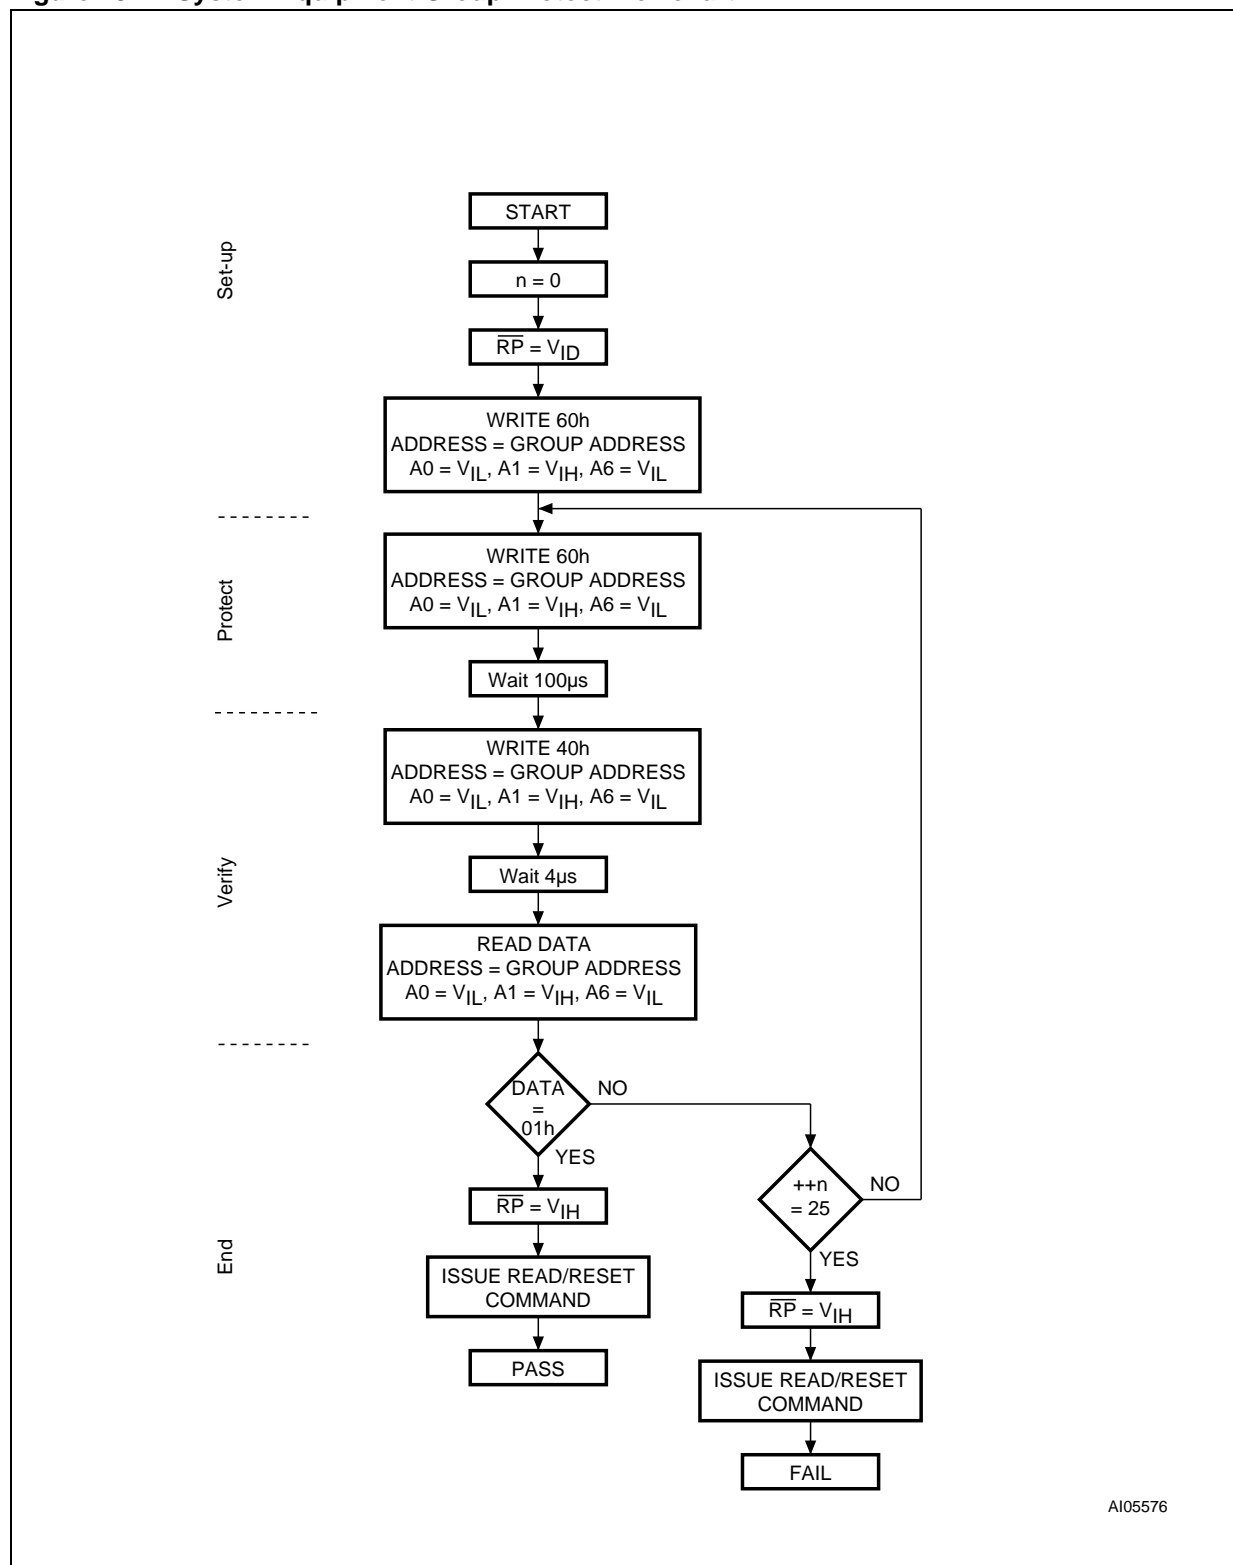 Set-up
START
n = 0
RP = VID
WRITE 60h
ADDRESS = GROUP ADDRESS
A0 = VIL, A1 = VIH, A6 = VIL
Protect
WRITE 60h
ADDRESS = GROUP ADDRESS
A0 = VIL, A1 = VIH, A6 = VIL
Wait 100µs
Verify
WRITE 40h
ADDRESS = GROUP ADDRESS
A0 = VIL, A1 = VIH, A6 = VIL
Wait 4µs
READ DATA
ADDRESS = GROUP ADDRESS
A0 = VIL, A1 = VIH, A6 = VIL
End
DATA
=
01h
NO
YES
RP = VIH
ISSUE READ/RESET
COMMAND
PASS
++n
= 25
NO
YES
RP = VIH
ISSUE READ/RESET
COMMAND
FAIL
AI05576